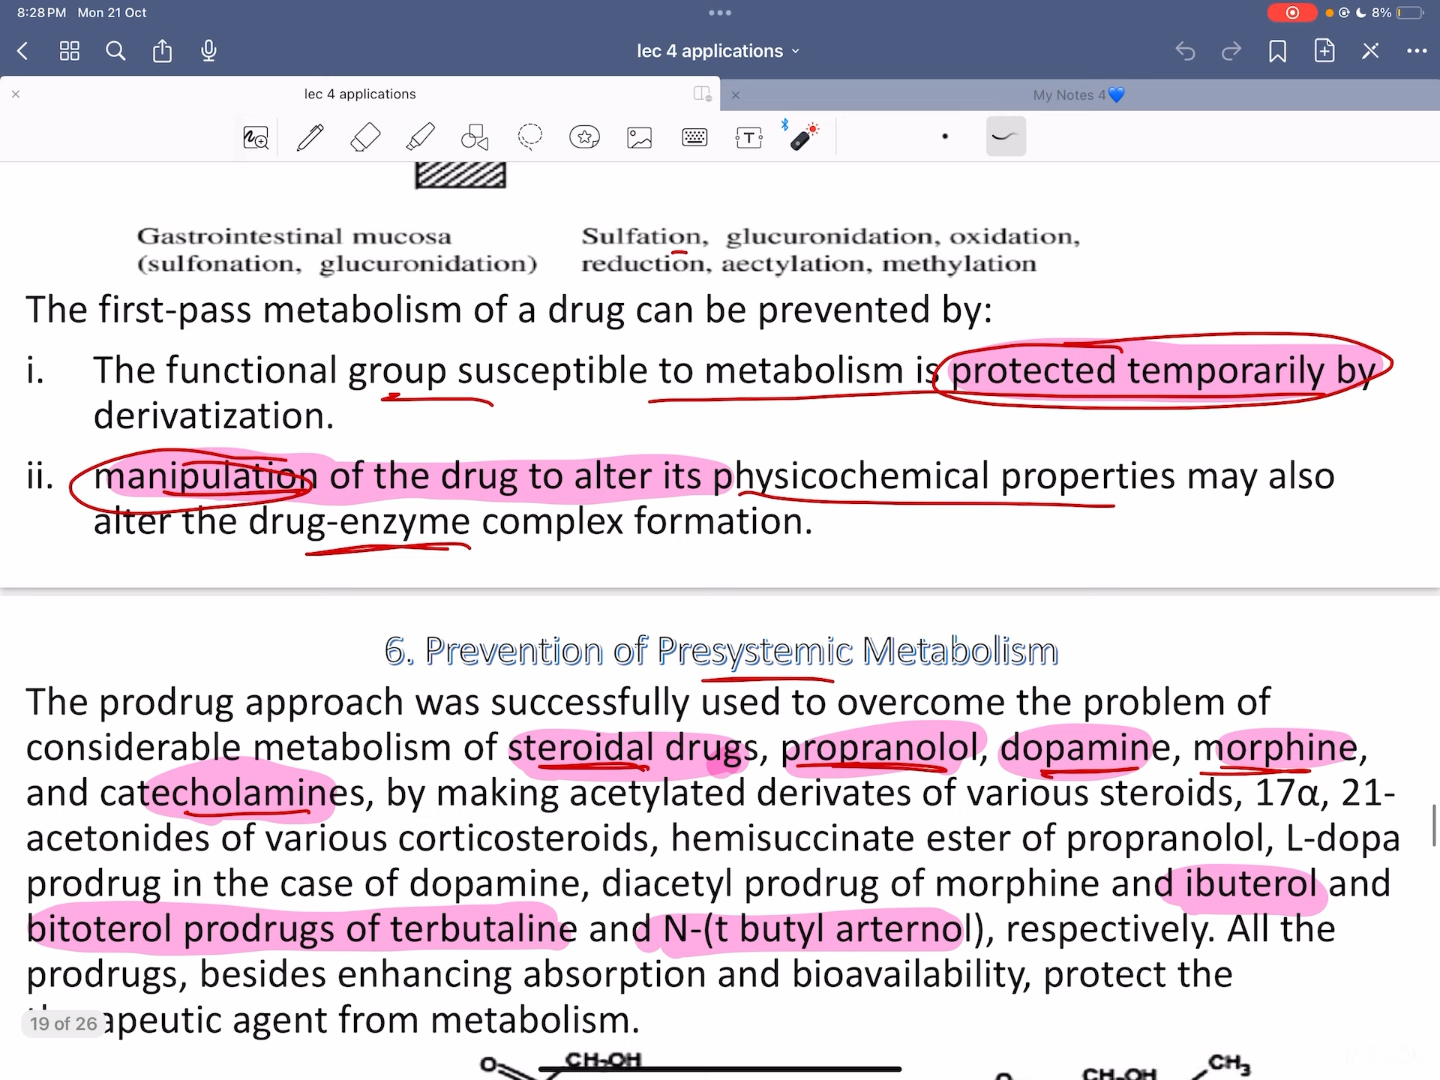 8:28 PM Mon 21 Oct
8%
lec 4 applications
lec 4 applications
My Notes 4💙
T
Gastrointestinal mucosa
(sulfonation, glucuronidation)
Sulfation, glucuronidation, oxidation,
reduction, aectylation, methylation
The first-pass metabolism of a drug can be prevented by:
i. The functional group susceptible to metabolism is protected temporarily by
derivatization.
ii. manipulation of the drug to alter its physicochemical properties may also
alter the drug-enzyme complex formation.
6. Prevention of Presystemic Metabolism
The prodrug approach was successfully used to overcome the problem of
considerable metabolism of steroidal drugs, propranolol, dopamine, morphine,
and catecholamines, by making acetylated derivates of various steroids, 17α, 21-
acetonides of various corticosteroids, hemisuccinate ester of propranolol, L-dopa
prodrug in the case of dopamine, diacetyl prodrug of morphine and ibuterol and
bitoterol prodrugs of terbutaline and N-(t butyl arternol), respectively. All the
prodrugs, besides enhancing absorption and bioavailability, protect the
apeutic agent from metabolism.
19 of 26
O CH₂OH
CH₂OH CH₃